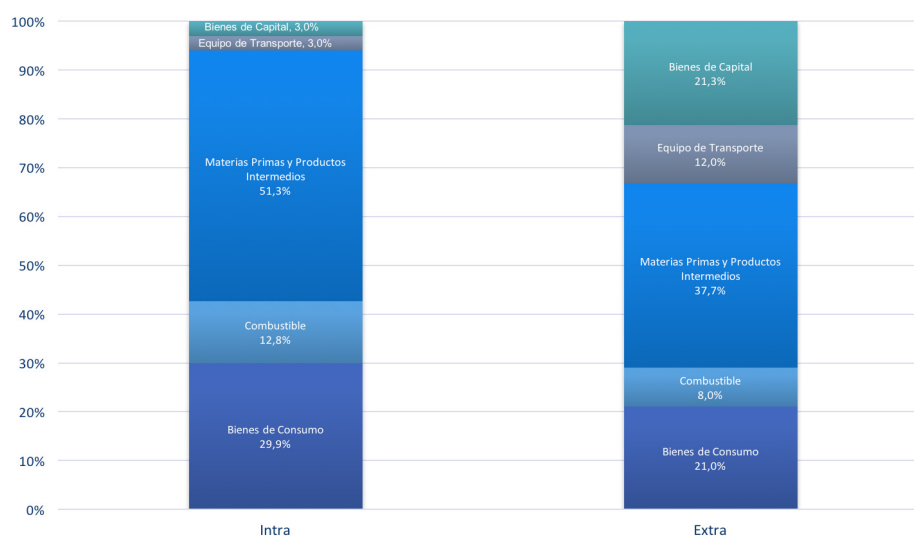 100%
90%
80%
70%
60%
50%
40%
30%
20%
10%
0%
Bienes de Capital, 3,0%
Equipo de Transporte, 3,0%
Materias Primas y Productos
Intermedios
51,3%
Combustible
12,8%
Bienes de Consumo
29,9%
Intra
Bienes de Capital
21,3%
Equipo de Transporte
12,0%
Materias Primas y Productos
Intermedios
37,7%
Combustible
8,0%
Bienes de Consumo
21,0%
Extra